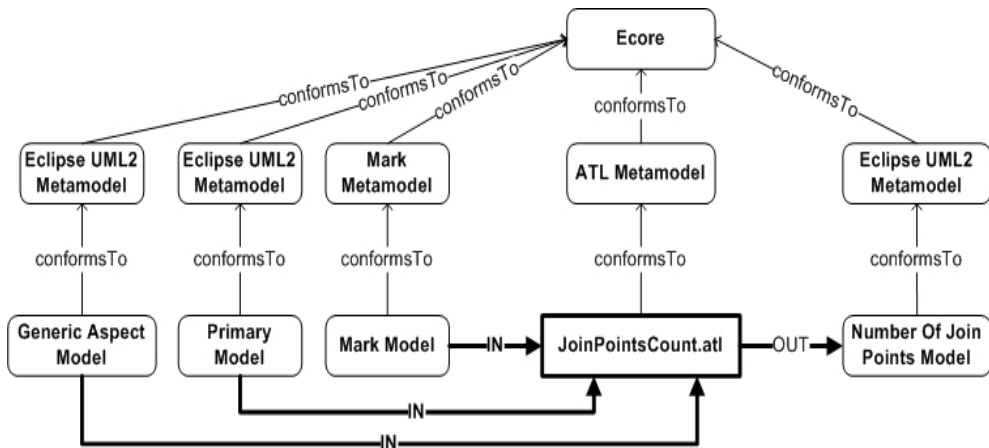 Ecore
conformsTo
conformsTo
conformsTo
conformsTo
conformsTo
Eclipse UML2
Metamodel
Eclipse UML2
Metamodel
Mark
Metamodel
ATL Metamodel
Eclipse UML2
Metamodel
conformsTo
conformsTo
conformsTo
conformsTo
conformsTo
Generic Aspect
Model
Primary
Model
Mark Model
IN
JoinPointsCount.atl
OUT
Number Of Join
Points Model
IN
IN